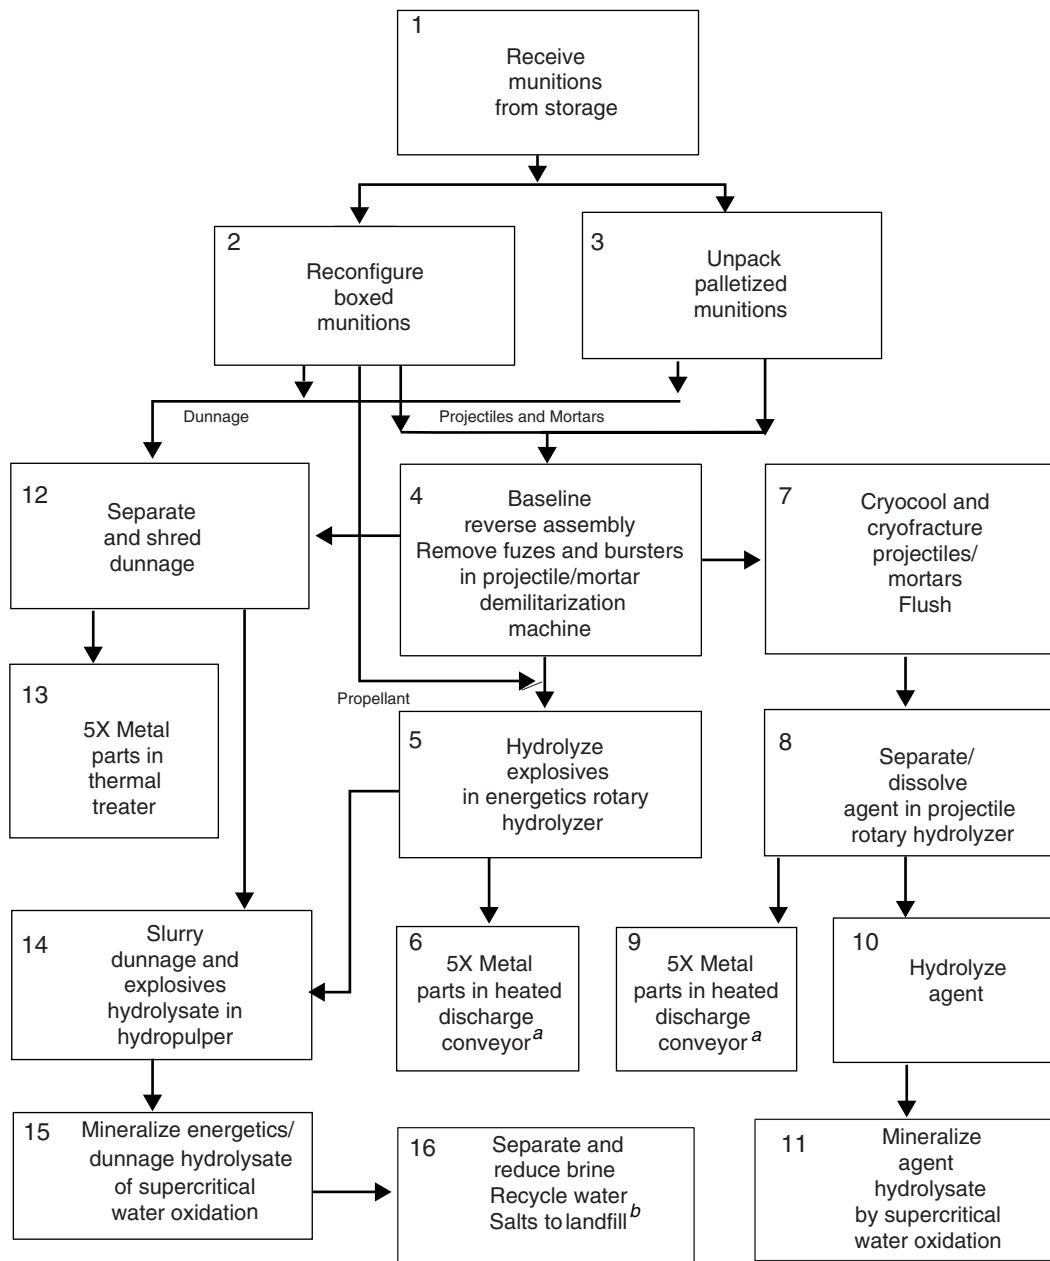 1
Receive
munitions
from storage
2
Reconfigure
boxed
munitions
3
Unpack
palletized
munitions
Dunnage
Projectiles and Mortars
12
Separate
and shred
dunnage
4
Baseline
reverse assembly
Remove fuzes and bursters
in projectile/mortar
demilitarization
machine
7
Cryocool and
cryofracture
projectiles/
mortars
Flush
13
5X Metal
parts in
thermal
treater
Propellant
5
Hydrolyze
explosives
in energetics rotary
hydrolyzer
8
Separate/
dissolve
agent in projectile
rotary hydrolyzer
14
Slurry
dunnage and
explosives
hydrolysate in
hydropulper
6
5X Metal
parts in heated
discharge
conveyor a
9
5X Metal
parts in heated
discharge
conveyor a
10
Hydrolyze
agent
15
Mineralize energetics/
dunnage hydrolysate
of supercritical
water oxidation
16
Separate and
reduce brine
Recycle water
Salts to landfill b
11
Mineralize
agent
hydrolysate
by supercritical
water oxidation